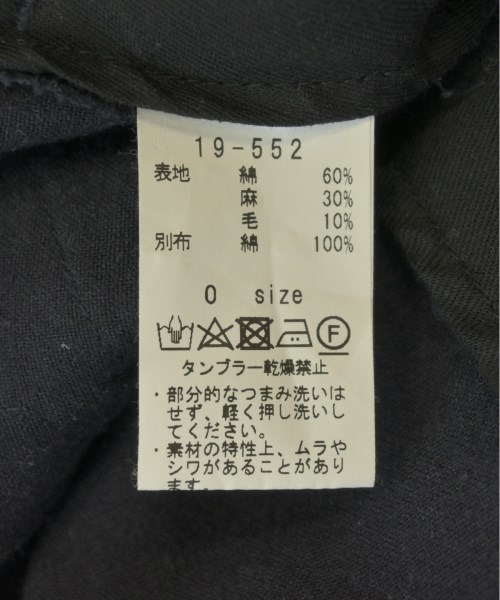 19-552
表地 綿 60%
麻 30%
毛 10%
別布 綿 100%
0 size
F
タンブラー乾燥禁止
・部分的なつまみ洗いは
せず、軽く押し洗いし
てください。
・素材の特性上、ムラや
シワがあることがあり
ます。